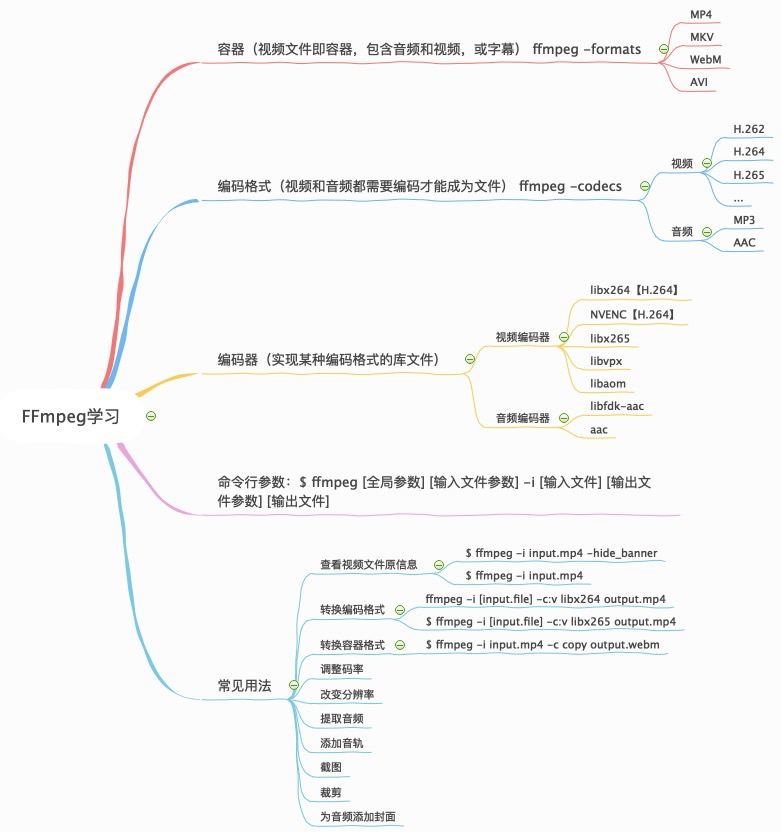 FFmpeg学习
容器（视频文件即容器，包含音频和视频，或字幕） ffmpeg -formats
MP4
MKV
WebM
AVI
编码格式（视频和音频都需要编码才能成为文件） ffmpeg -codecs
视频
H.262
H.264
H.265
...
音频
MP3
AAC
编码器（实现某种编码格式的库文件）
视频编码器
libx264【H.264】
NVENC【H.264】
libx265
libvpx
libaom
音频编码器
libfdk-aac
aac
命令行参数：$ ffmpeg [全局参数] [输入文件参数] -i [输入文件] [输出文
件参数] [输出文件]
常见用法
查看视频文件原信息
$ ffmpeg -i input.mp4 -hide_banner
$ ffmpeg -i input.mp4
转换编码格式
ffmpeg -i [input.file] -c:v libx264 output.mp4
$ ffmpeg -i [input.file] -c:v libx265 output.mp4
转换容器格式
$ ffmpeg -i input.mp4 -c copy output.webm
调整码率
改变分辨率
提取音频
添加音轨
截图
裁剪
为音频添加封面